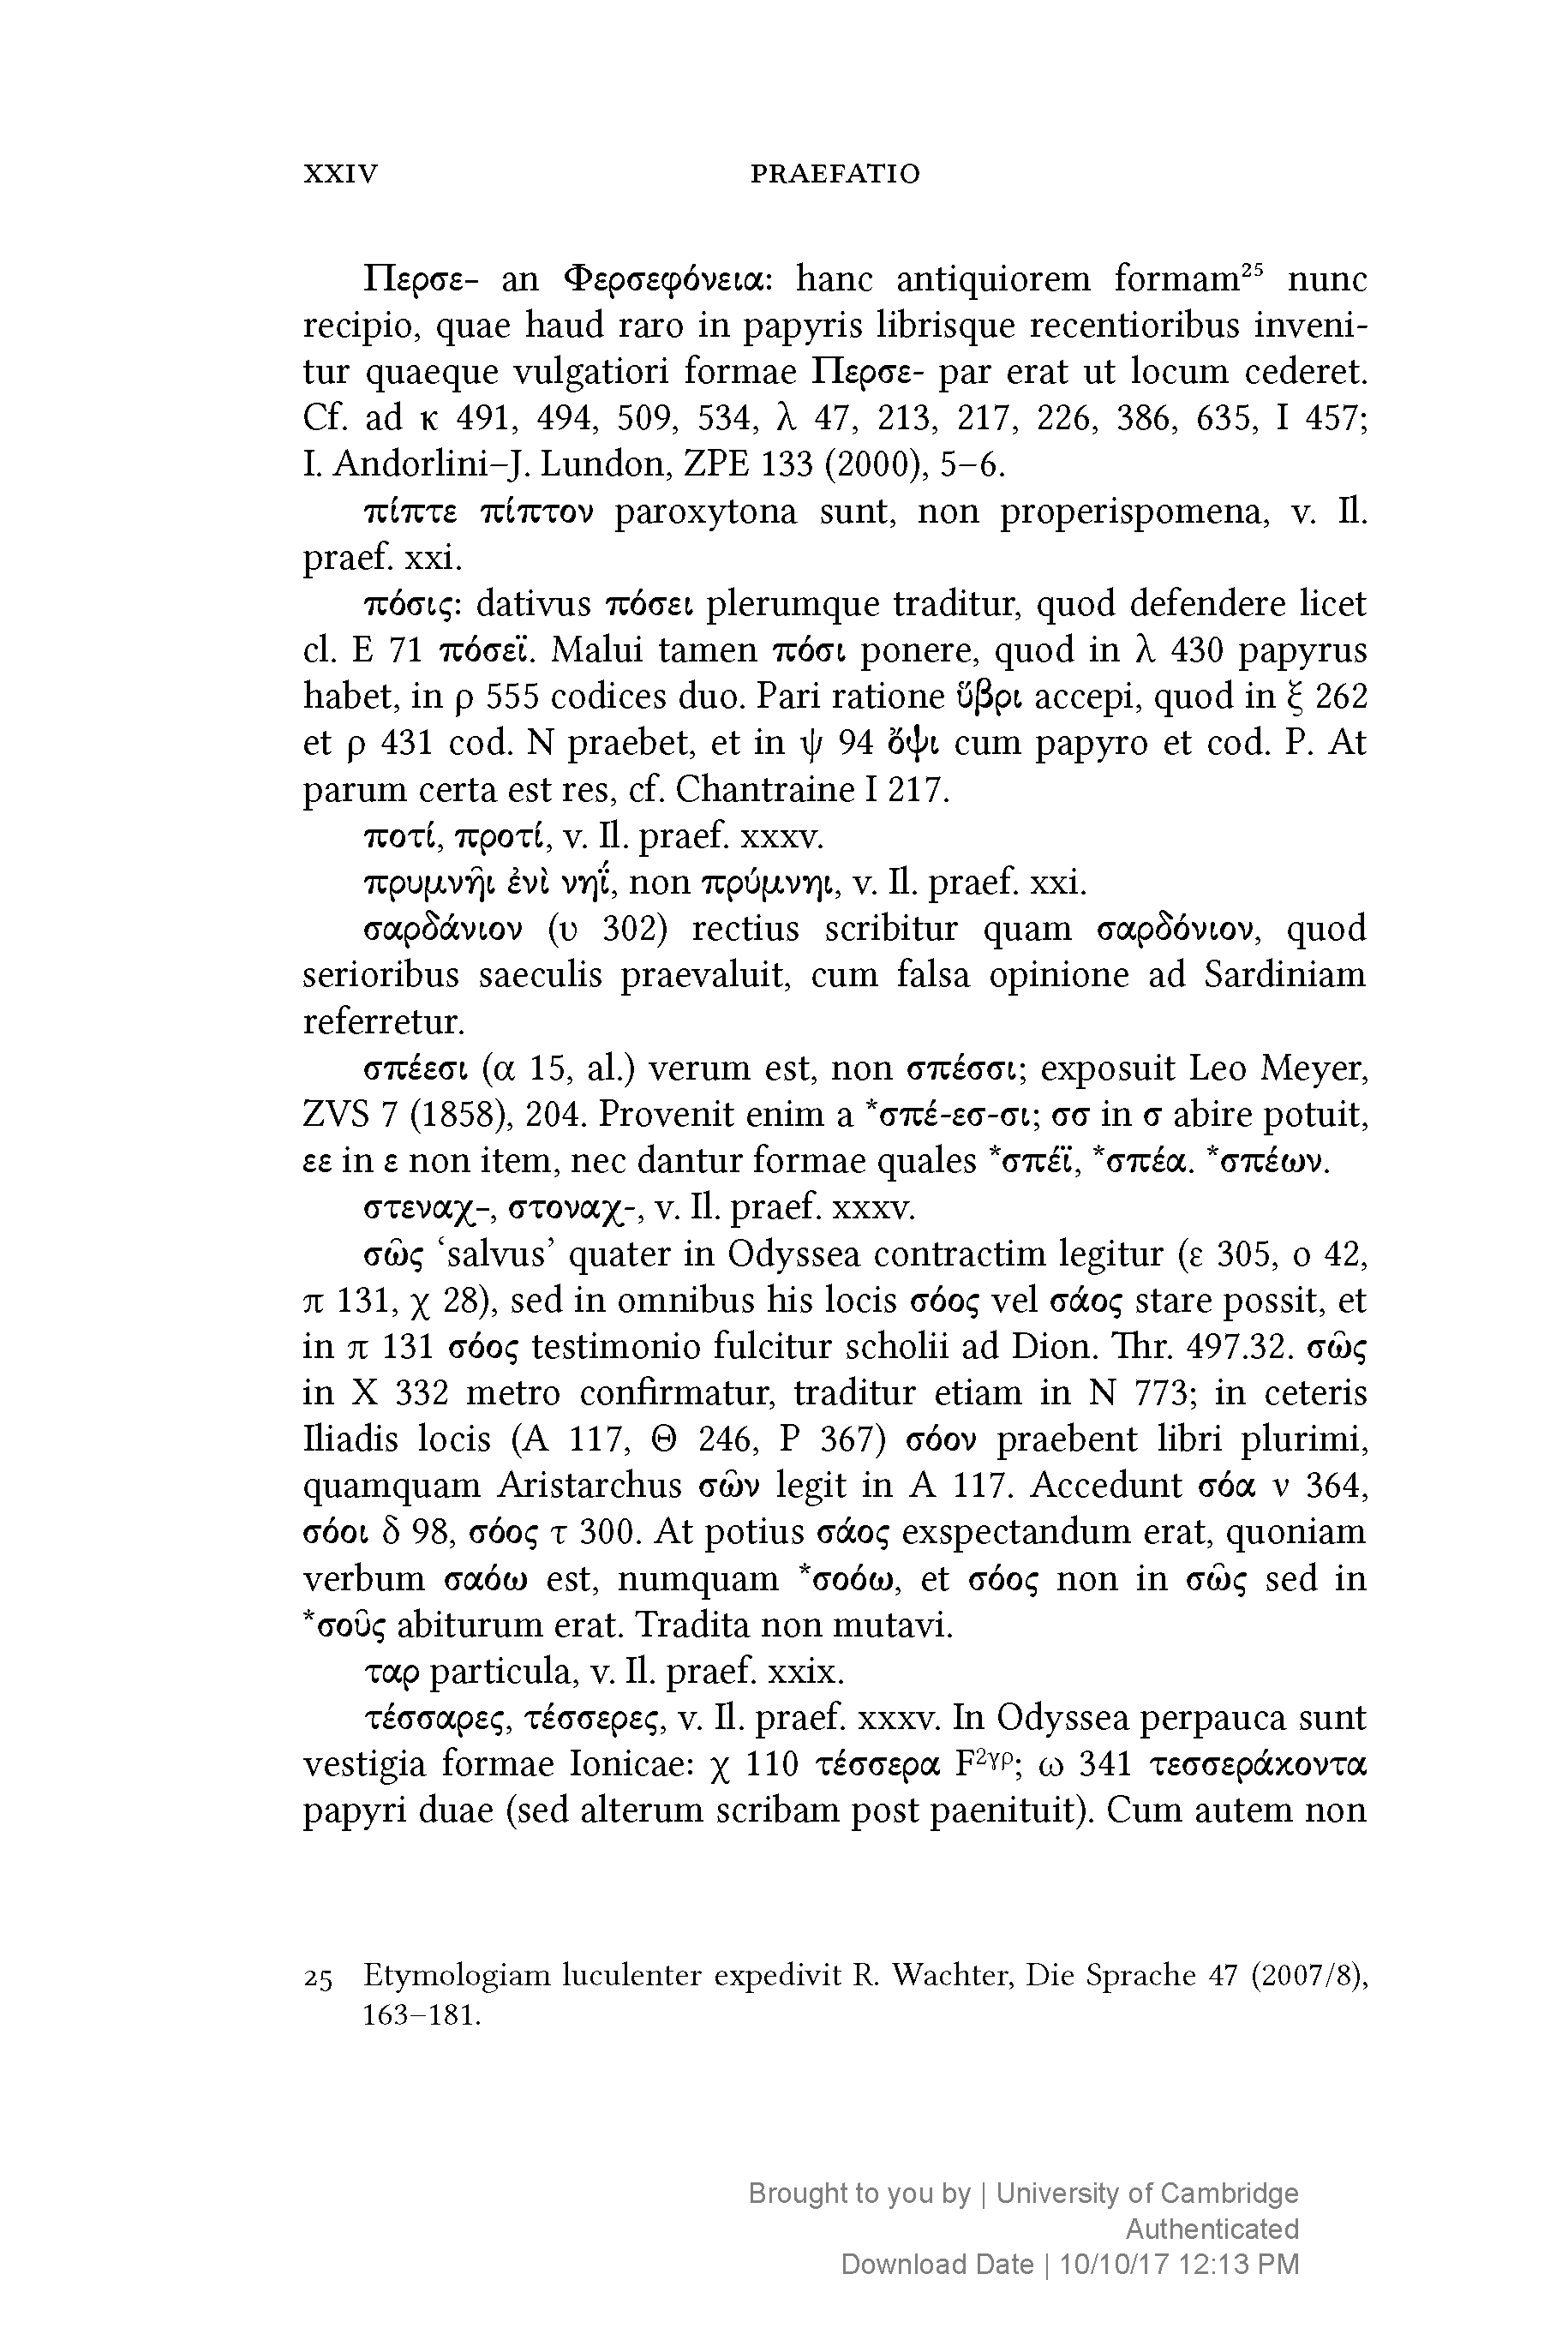 XXIV PRAEFATIO
Περσε- an Φερσεφόνεια: hanc antiquiorem formam²⁵ nunc
recipio, quae haud raro in papyris librisque recentioribus inveni-
tur quaeque vulgatiori formae Περσε- par erat ut locum cederet.
Cf. ad κ 491, 494, 509, 534, λ 47, 213, 217, 226, 386, 635, I 457;
I. Andorlini–J. Lundon, ZPE 133 (2000), 5–6.
πίπτε πίπτον paroxytona sunt, non properispomena, v. Il.
praef. xxi.
πόσις: dativus πόσει plerumque traditur, quod defendere licet
cl. E 71 πόσεϊ. Malui tamen πόσι ponere, quod in λ 430 papyrus
habet, in ρ 555 codices duo. Pari ratione ὕβρι accepi, quod in ξ 262
et ρ 431 cod. N praebet, et in ψ 94 ὄψι cum papyro et cod. P. At
parum certa est res, cf. Chantraine I 217.
ποτί, προτί, v. Il. praef. xxxv.
πρυμνῆι ἐνὶ νηΐ, non πρύμνηι, v. Il. praef. xxi.
σαρδάνιον (υ 302) rectius scribitur quam σαρδόνιον, quod
serioribus saeculis praevaluit, cum falsa opinione ad Sardiniam
referretur.
σπέεσι (α 15, al.) verum est, non σπέσσι; exposuit Leo Meyer,
ZVS 7 (1858), 204. Provenit enim a *σπέ-εσ-σι; σσ in σ abire potuit,
εε in ε non item, nec dantur formae quales *σπέϊ, *σπέα. *σπέων.
στεναχ-, στοναχ-, v. Il. praef. xxxv.
σῶς ‘salvus’ quater in Odyssea contractim legitur (ε 305, ο 42,
π 131, χ 28), sed in omnibus his locis σόος vel σάος stare possit, et
in π 131 σόος testimonio fulcitur scholii ad Dion. Thr. 497.32. σῶς
in X 332 metro confirmatur, traditur etiam in N 773; in ceteris
Iliadis locis (A 117, Θ 246, P 367) σόον praebent libri plurimi,
quamquam Aristarchus σῶν legit in A 117. Accedunt σόα ν 364,
σόοι δ 98, σόος τ 300. At potius σάος exspectandum erat, quoniam
verbum σαόω est, numquam *σοόω, et σόος non in σῶς sed in
*σοῦς abiturum erat. Tradita non mutavi.
ταρ particula, v. Il. praef. xxix.
τέσσαρες, τέσσερες, v. Il. praef. xxxv. In Odyssea perpauca sunt
vestigia formae Ionicae: χ 110 τέσσερα F²ᵞᵖ; ω 341 τεσσεράκοντα
papyri duae (sed alterum scribam post paenituit). Cum autem non
25 Etymologiam luculenter expedivit R. Wachter, Die Sprache 47 (2007/8),
163–181.
Brought to you by | University of Cambridge
Authenticated
Download Date | 10/10/17 12:13 PM